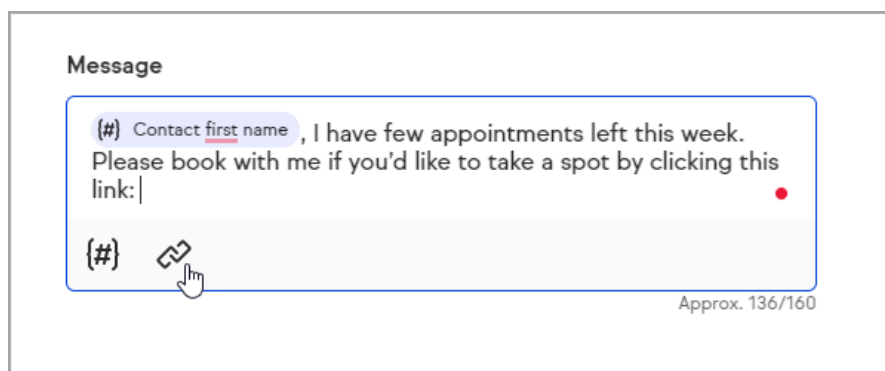 Message
{#} Contact first name , I have few appointments left this week.
Please book with me if you'd like to take a spot by clicking this
link:
{#}
Approx. 136/160